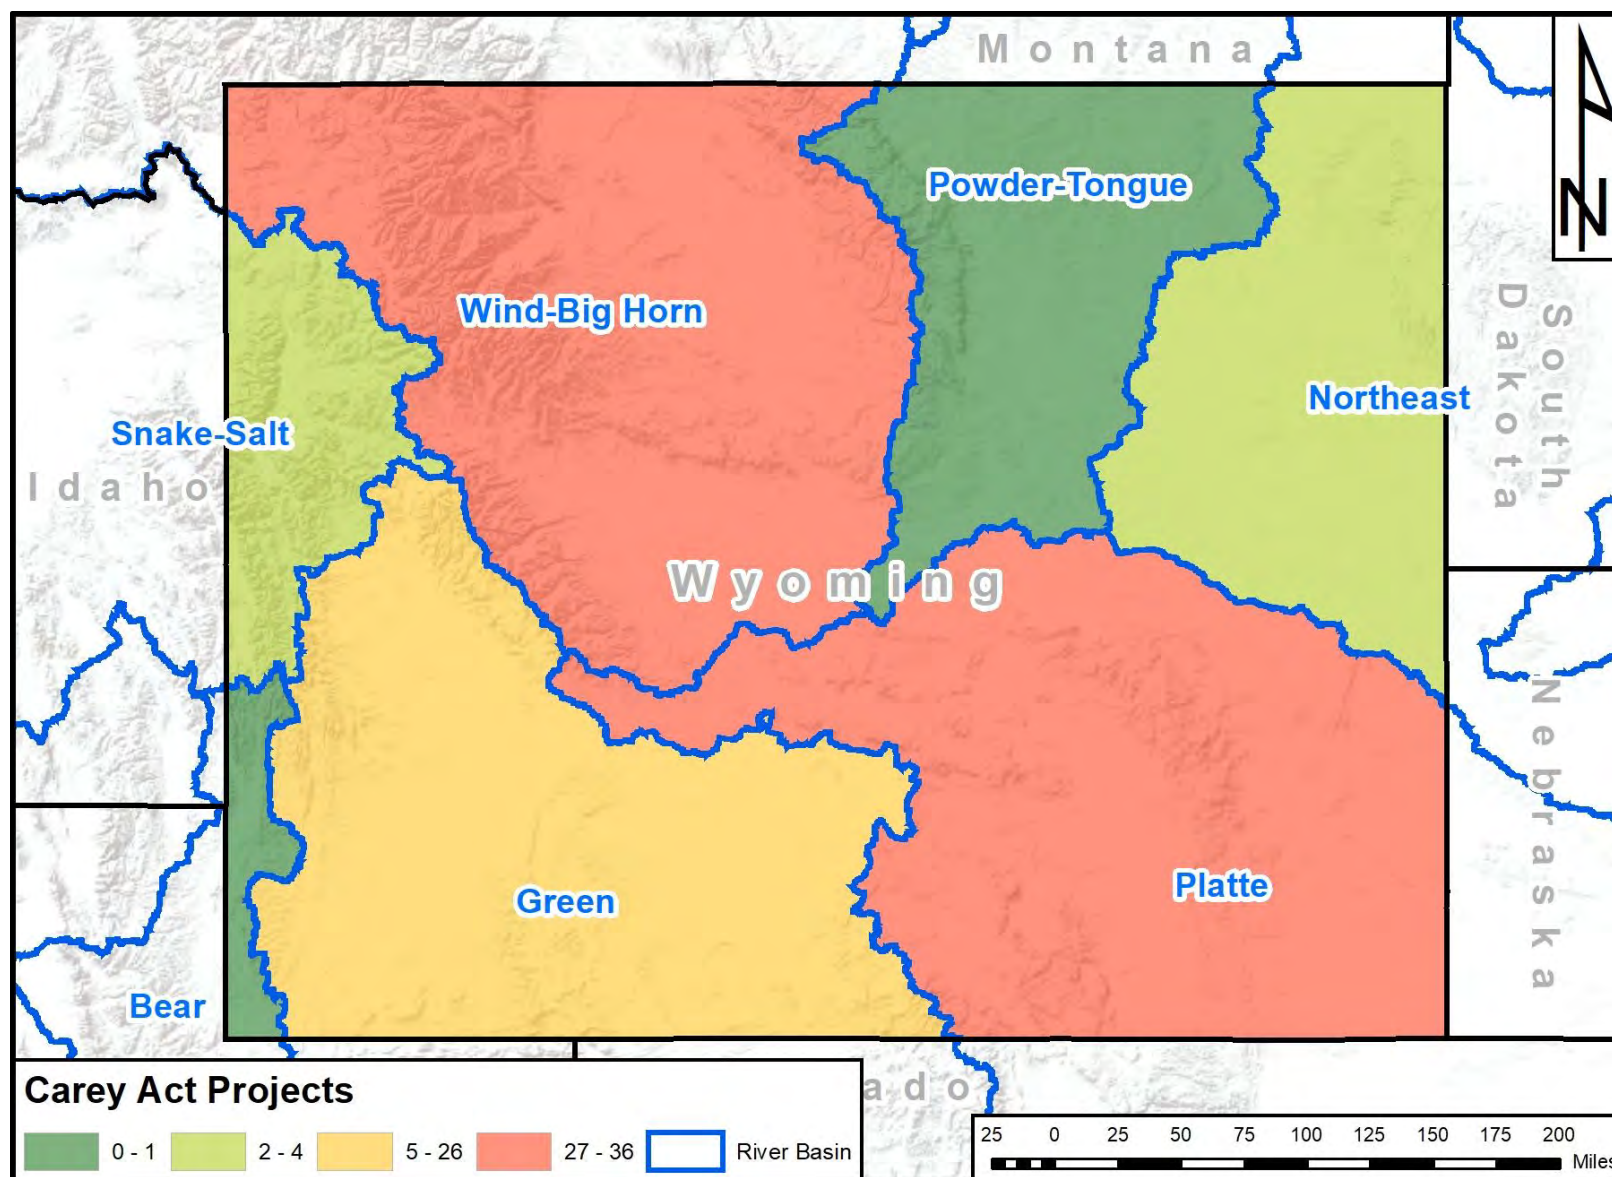 Montana
Powder-Tongue
N
Wind-Big Horn
South
Dakota
Northeast
Snake-Salt
Idaho
Wyoming
Nebraska
Green
Platte
Bear
ado
Carey Act Projects
0 - 1
2 - 4
5 - 26
27 - 36
River Basin
25 0 25 50 75 100 125 150 175 200
Miles